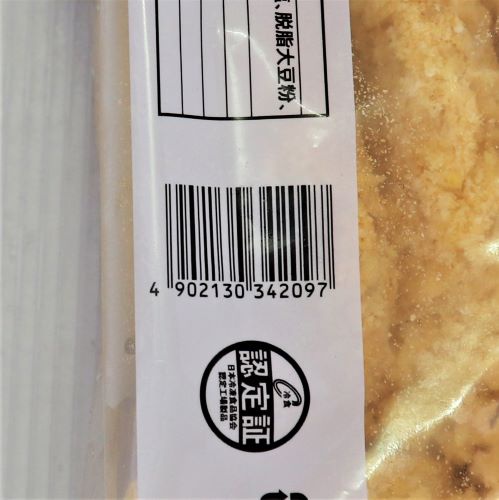 、脱脂大豆粉、
4 902130 342097
冷食
認定証
日本冷凍食品協会
認定工場製品